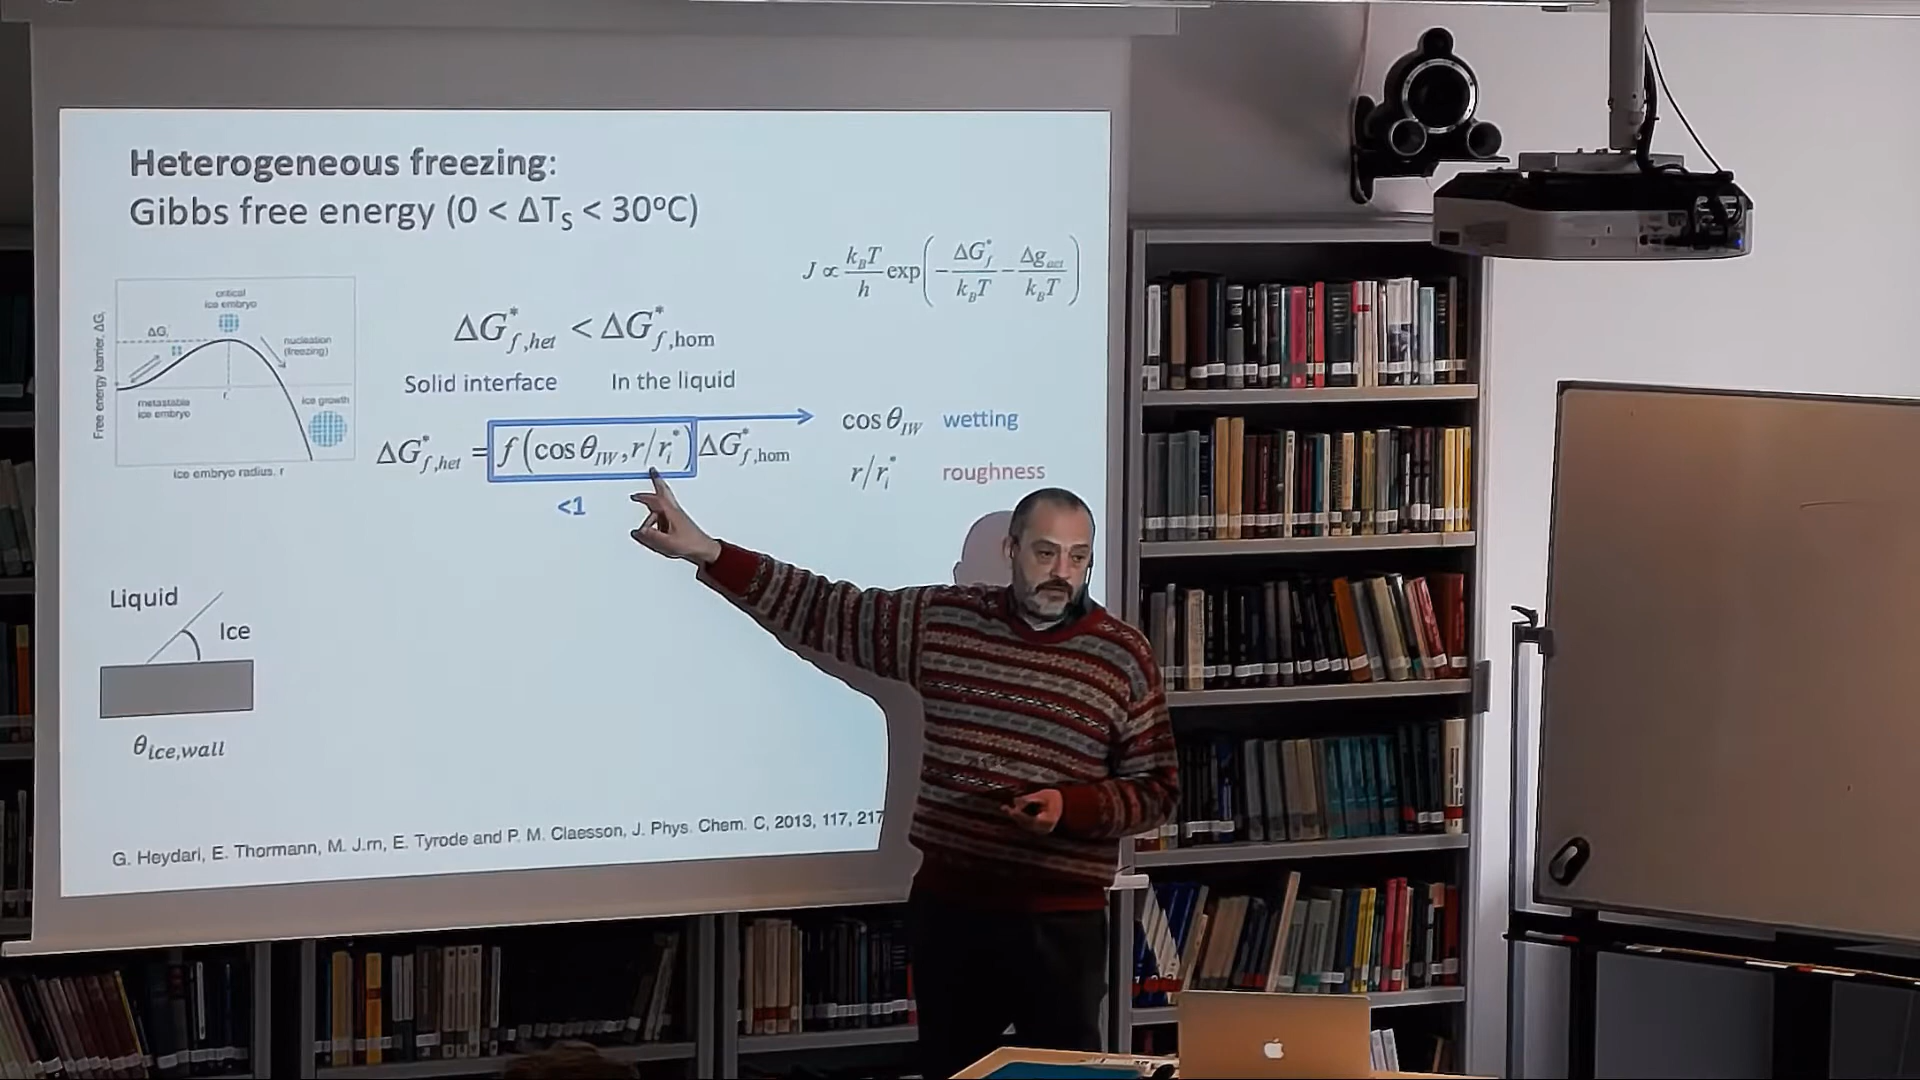 Heterogeneous freezing:
Gibbs free energy (0 < ΔT_S < 30°C)
J ∝ k_BT/h exp(−ΔG*_f/k_BT − Δg_act/k_BT)
critical
ice embryo
ΔG
nucleation
(freezing)
metastable
ice embryo
r
ice growth
Free energy barrier, ΔG
ice embryo radius, r
ΔG*_f,het < ΔG*_f,hom
Solid interface In the liquid
ΔG*_f,het = f(cos θ_IW, r/r_i*) ΔG*_f,hom
<1
cos θ_IW wetting
r/r_i* roughness
Liquid
Ice
θ_ice,wall
G. Heydari, E. Thormann, M. J.rn, E. Tyrode and P. M. Claesson, J. Phys. Chem. C, 2013, 117, 217